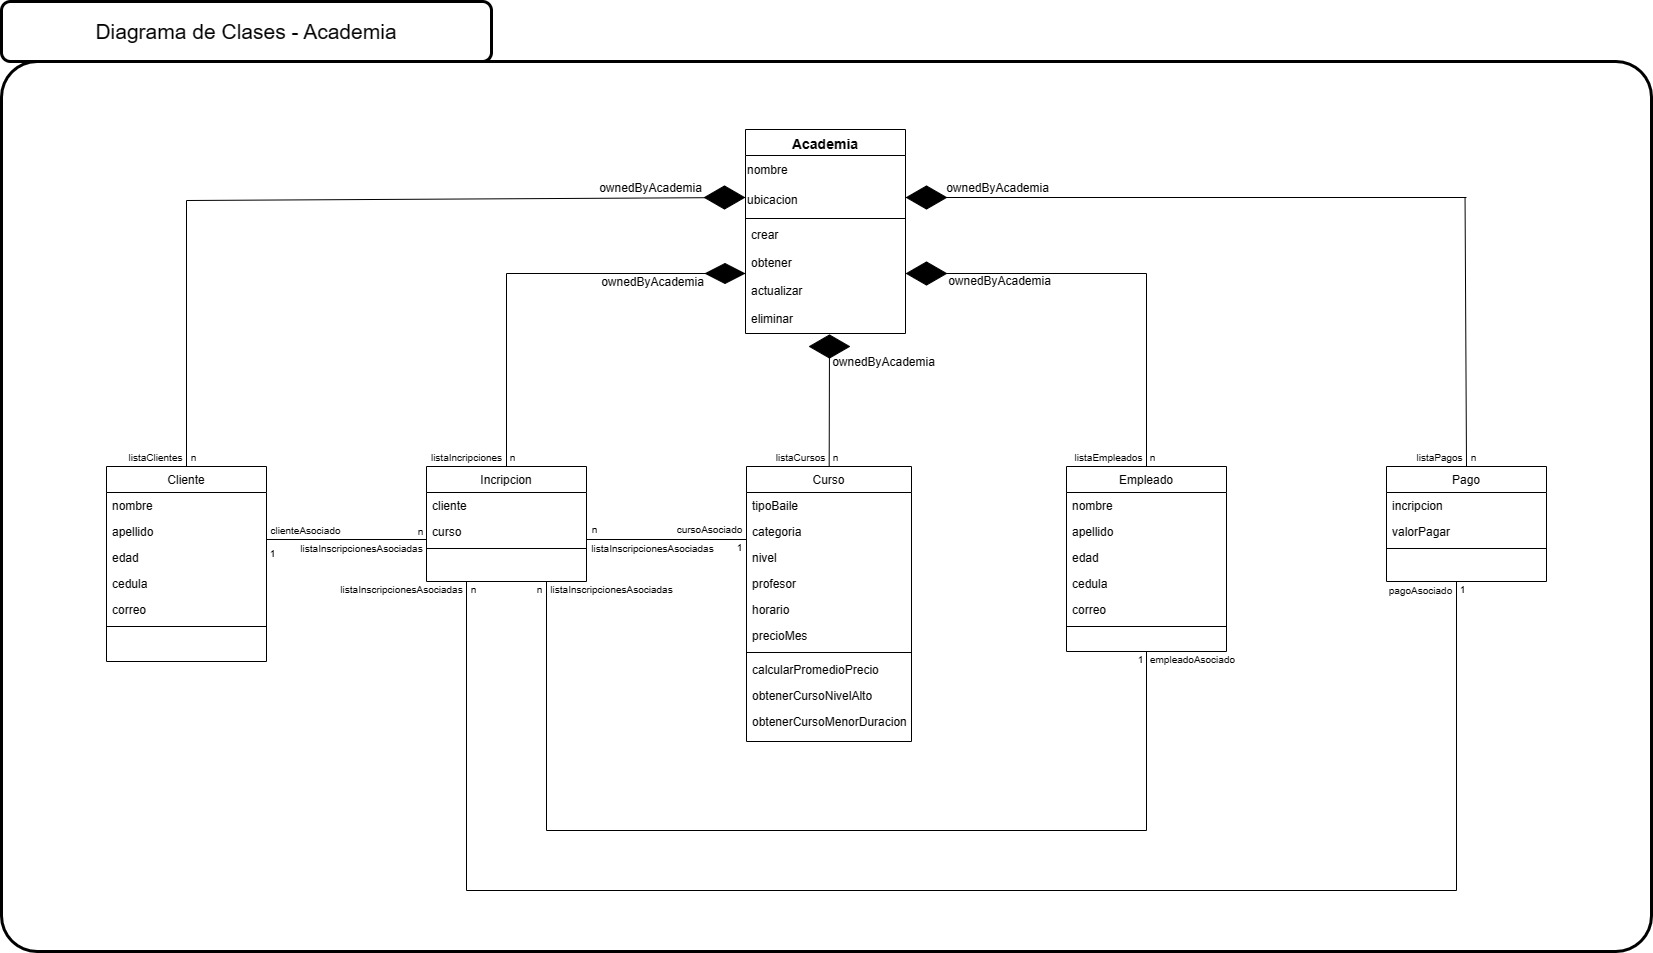 Diagrama de Clases - Academia
Academia
nombre
ubicacion
crear
obtener
actualizar
eliminar
ownedByAcademia
ownedByAcademia
ownedByAcademia
ownedByAcademia
ownedByAcademia
listaClientes n
listaIncripciones n
listaCursos n
listaEmpleados n
listaPagos n
Cliente
nombre
apellido
edad
cedula
correo
clienteAsociado n
1 listaInscripcionesAsociadas
Incripcion
cliente
curso
n cursoAsociado
listaInscripcionesAsociadas 1
listaInscripcionesAsociadas n
n listaInscripcionesAsociadas
Curso
tipoBaile
categoria
nivel
profesor
horario
precioMes
calcularPromedioPrecio
obtenerCursoNivelAlto
obtenerCursoMenorDuracion
Empleado
nombre
apellido
edad
cedula
correo
1 empleadoAsociado
Pago
incripcion
valorPagar
pagoAsociado 1